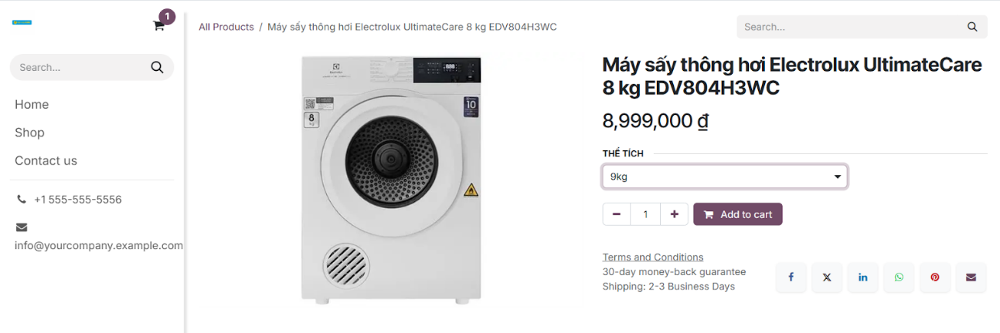 1
Search...
Home
Shop
Contact us
+1 555-555-5556
info@yourcompany.example.com
All Products / Máy sấy thông hơi Electrolux UltimateCare 8 kg EDV804H3WC
Search...
Electrolux
8
kg
10
Máy sấy thông hơi Electrolux UltimateCare
8 kg EDV804H3WC
8,999,000 ₫
THỂ TÍCH
9kg
1
Add to cart
Terms and Conditions
30-day money-back guarantee
Shipping: 2-3 Business Days